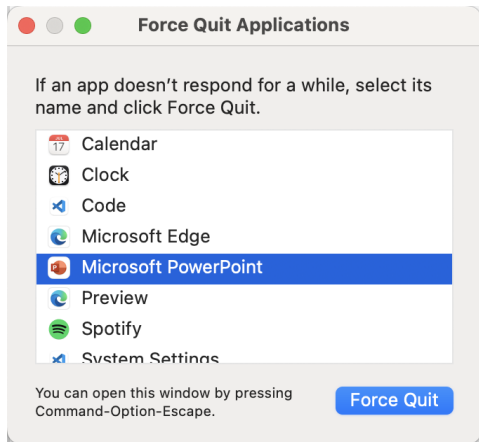 Force Quit Applications
If an app doesn’t respond for a while, select its
name and click Force Quit.
JUL
17
Calendar
Clock
Code
Microsoft Edge
P
Microsoft PowerPoint
Preview
Spotify
System Settings
You can open this window by pressing
Command-Option-Escape.
Force Quit